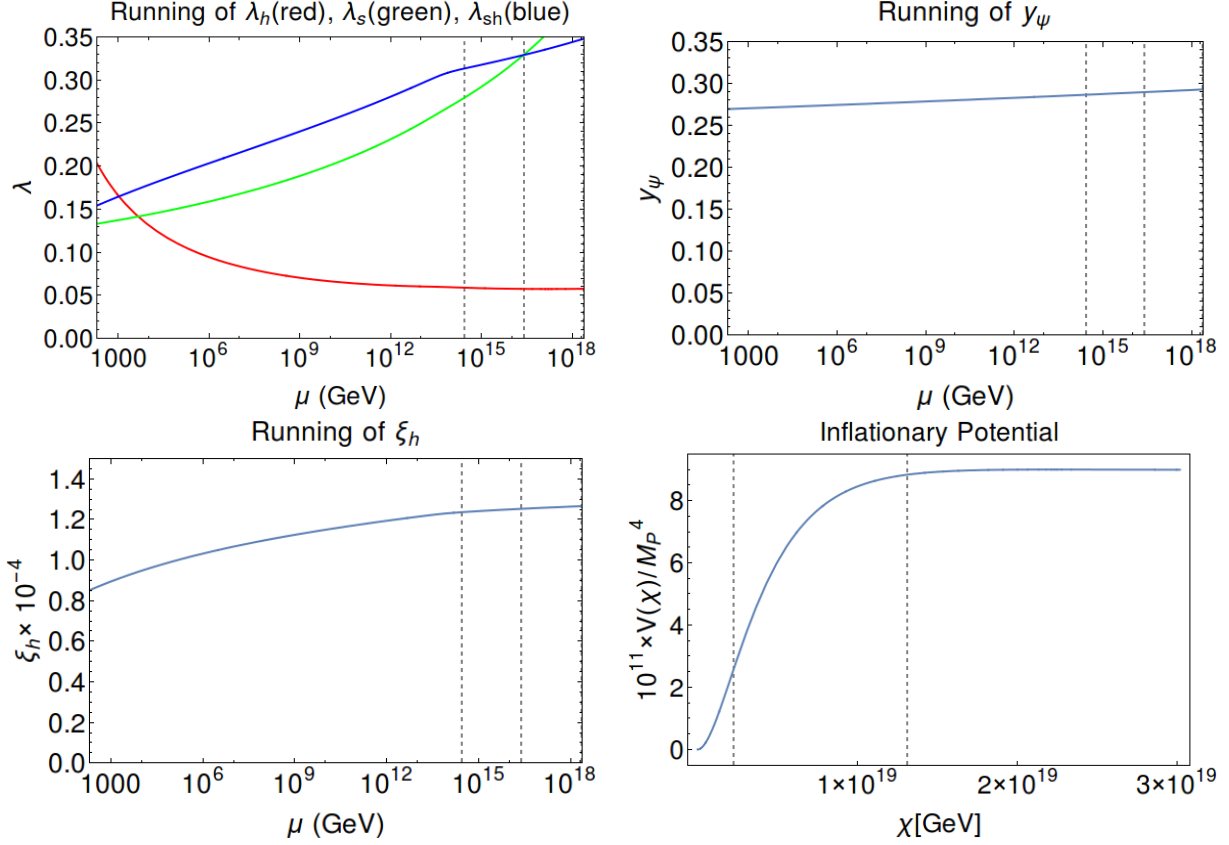 Running of λh(red), λs(green), λsh(blue)
0.35
0.30
0.25
0.20
0.15
0.10
0.05
0.00
λ
1000 10^6 10^9 10^12 10^15 10^18
μ (GeV)
Running of yψ
0.35
0.30
0.25
0.20
0.15
0.10
0.05
0.00
yψ
1000 10^6 10^9 10^12 10^15 10^18
μ (GeV)
Running of ξh
1.4
1.2
1.0
0.8
0.6
0.4
0.2
0.0
ξh × 10^-4
1000 10^6 10^9 10^12 10^15 10^18
μ (GeV)
Inflationary Potential
8
6
4
2
0
10^11 × V(χ)/MP^4
1×10^19 2×10^19 3×10^19
χ[GeV]